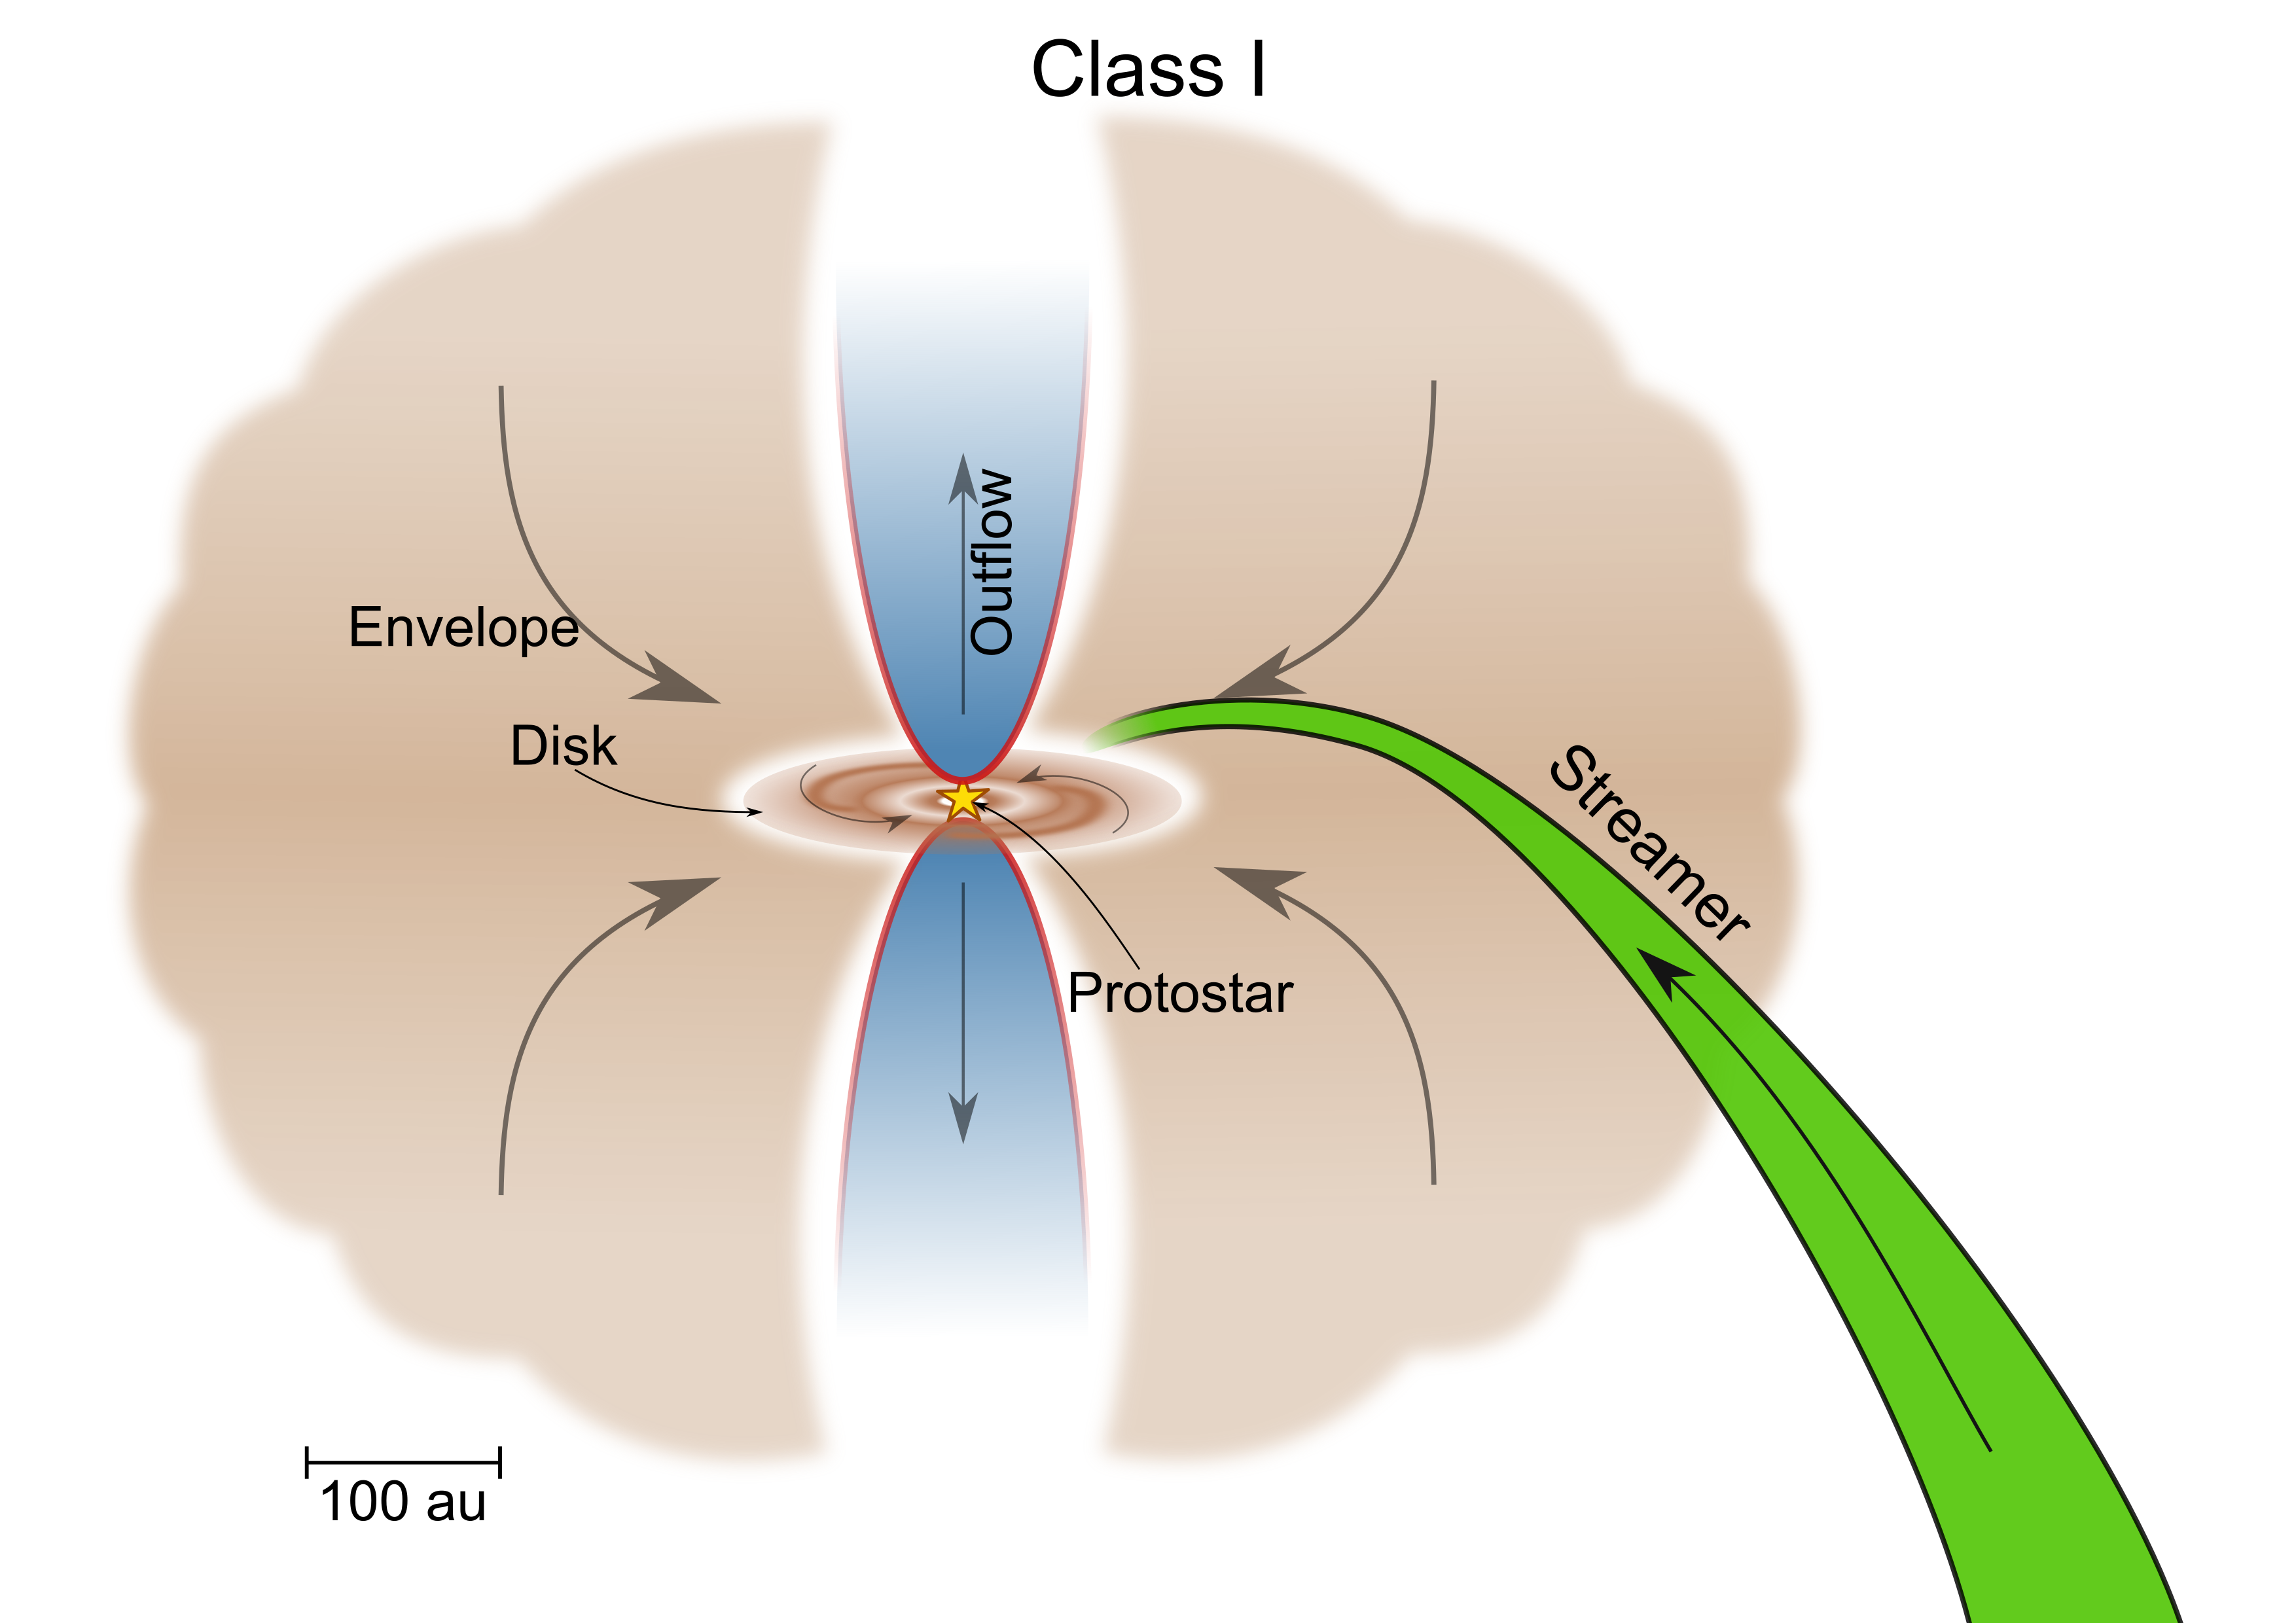 Class I
Outflow
Envelope
Disk
Streamer
Protostar
100 au